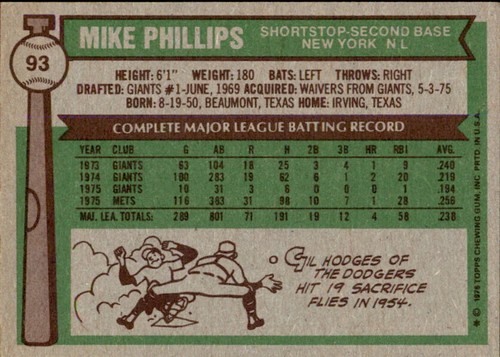 MIKE PHILLIPS
SHORTSTOP-SECOND BASE
NEW YORK N L
93
HEIGHT: 6'1" WEIGHT: 180 BATS: LEFT THROWS: RIGHT
DRAFTED: GIANTS #1-JUNE, 1969 ACQUIRED: WAIVERS FROM GIANTS, 5-3-75
BORN: 8-19-50, BEAUMONT, TEXAS HOME: IRVING, TEXAS
COMPLETE MAJOR LEAGUE BATTING RECORD
YEAR CLUB G AB R H 2B 3B HR RBI AVG.
1973 GIANTS 63 104 18 25 3 4 1 9 .240
1974 GIANTS 100 283 19 62 6 1 2 20 .219
1975 GIANTS 10 31 3 6 0 0 0 1 .194
1975 METS 116 383 31 98 10 7 1 28 .256
MAJ. LEA. TOTALS: 289 801 71 191 19 12 4 58 .238
GIL HODGES OF
THE DODGERS
HIT 19 SACRIFICE
FLIES IN 1954.
* © 1976 TOPPS CHEWING GUM, INC. PRTD. IN U.S.A.